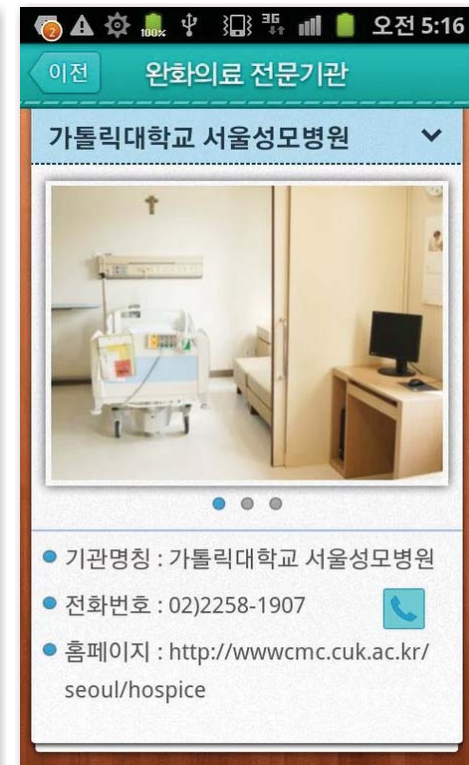 100%
3G
오전 5:16
이전
완화의료 전문기관
가톨릭대학교 서울성모병원
기관명칭 : 가톨릭대학교 서울성모병원
전화번호 : 02)2258-1907
홈페이지 : http://wwwcmc.cuk.ac.kr/
seoul/hospice